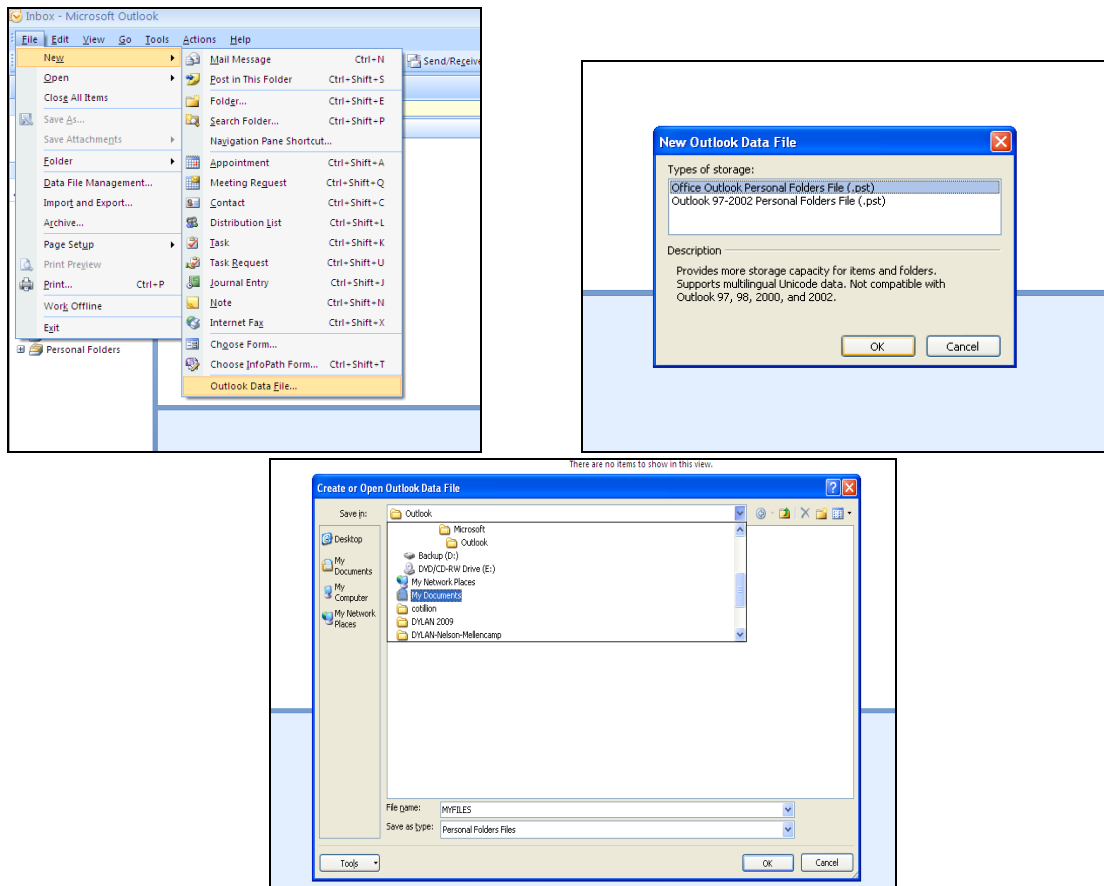 Inbox - Microsoft Outlook
File Edit View Go Tools Actions Help
New
Open
Close All Items
Save As...
Save Attachments
Folder
Data File Management...
Import and Export...
Archive...
Page Setup
Print Preview
Print... Ctrl+P
Work Offline
Exit
Personal Folders
Mail Message Ctrl+N
Post in This Folder Ctrl+Shift+S
Folder... Ctrl+Shift+E
Search Folder... Ctrl+Shift+P
Navigation Pane Shortcut...
Appointment Ctrl+Shift+A
Meeting Request Ctrl+Shift+Q
Contact Ctrl+Shift+C
Distribution List Ctrl+Shift+L
Task Ctrl+Shift+K
Task Request Ctrl+Shift+U
Journal Entry Ctrl+Shift+J
Note Ctrl+Shift+N
Internet Fax Ctrl+Shift+X
Choose Form...
Choose InfoPath Form... Ctrl+Shift+T
Outlook Data File...
Send/Receive
New Outlook Data File
Types of storage:
Office Outlook Personal Folders File (.pst)
Outlook 97-2002 Personal Folders File (.pst)
Description
Provides more storage capacity for items and folders.
Supports multilingual Unicode data. Not compatible with
Outlook 97, 98, 2000, and 2002.
OK Cancel
There are no items to show in this view.
Create or Open Outlook Data File
Save in: Outlook
Desktop
My
Documents
My
Computer
My Network
Places
Microsoft
Outlook
Backup (D:)
DVD/CD-RW Drive (E:)
My Network Places
My Documents
cotillion
DYLAN 2009
DYLAN-Nelson-Mellencamp
File name: MYFILES
Save as type: Personal Folders Files
Tools OK Cancel